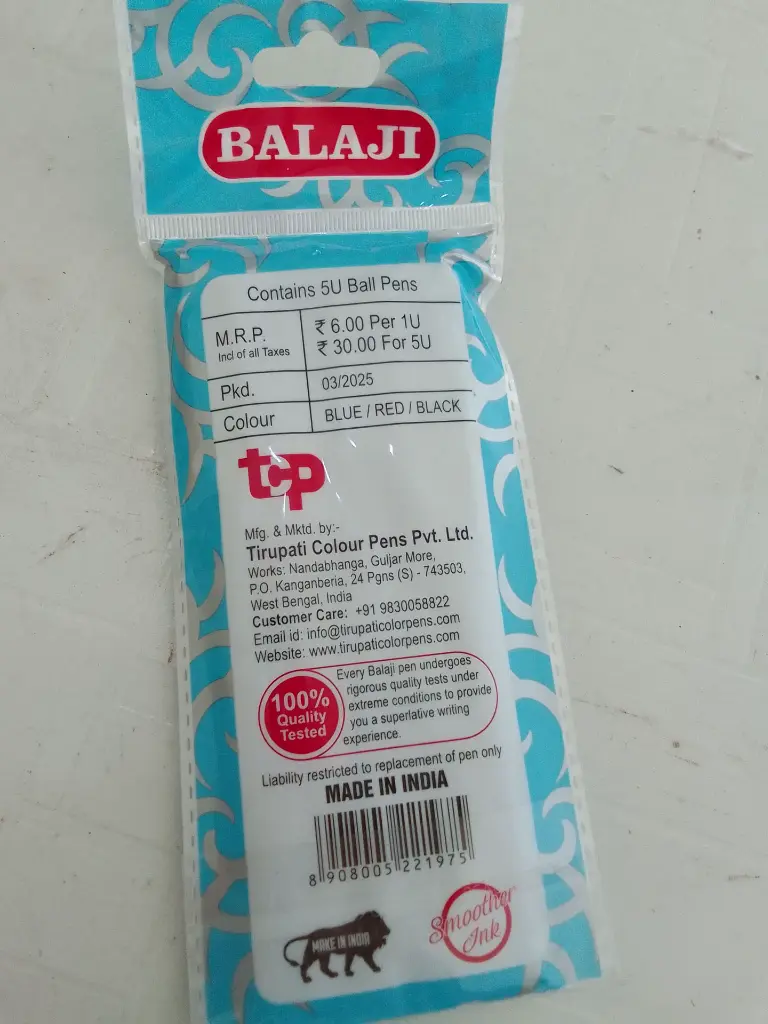 BALAJI
Contains 5U Ball Pens
M.R.P. ₹ 6.00 Per 1U
Incl of all Taxes ₹ 30.00 For 5U
Pkd. 03/2025
Colour BLUE / RED / BLACK
tcp
Mfg. & Mktd. by:-
Tirupati Colour Pens Pvt. Ltd.
Works: Nandabhanga, Guljar More,
P.O. Kanganberia, 24 Pgns (S) - 743503,
West Bengal, India
Customer Care: +91 9830058822
Email id: info@tirupaticolorpens.com
Website: www.tirupaticolorpens.com
100%
Quality
Tested
Every Balaji pen undergoes
rigorous quality tests under
extreme conditions to provide
you a superlative writing
experience.
Liability restricted to replacement of pen only
MADE IN INDIA
8 908005 221975
MAKE IN INDIA
Smoother
Ink